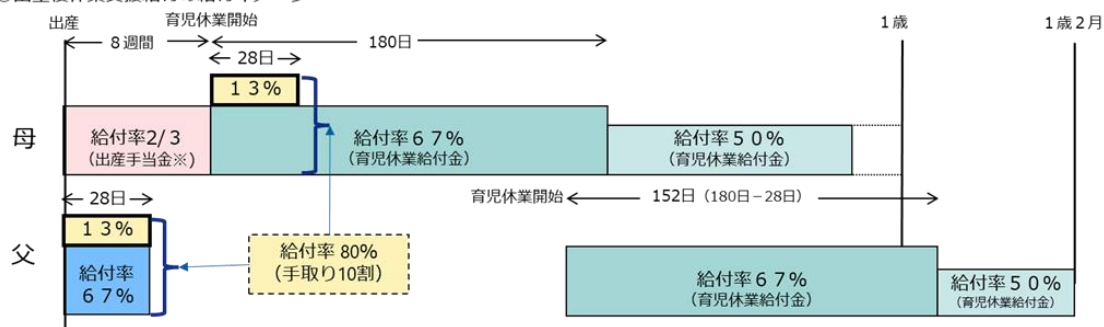 出産
育児休業開始
1歳
1歳2月
8週間
180日
28日
13%
母
給付率2/3
(出産手当金※)
給付率67%
(育児休業給付金)
給付率50%
(育児休業給付金)
28日
育児休業開始
152日(180日-28日)
13%
父
給付率
67%
給付率 80%
(手取り10割)
給付率67%
(育児休業給付金)
給付率50%
(育児休業給付金)